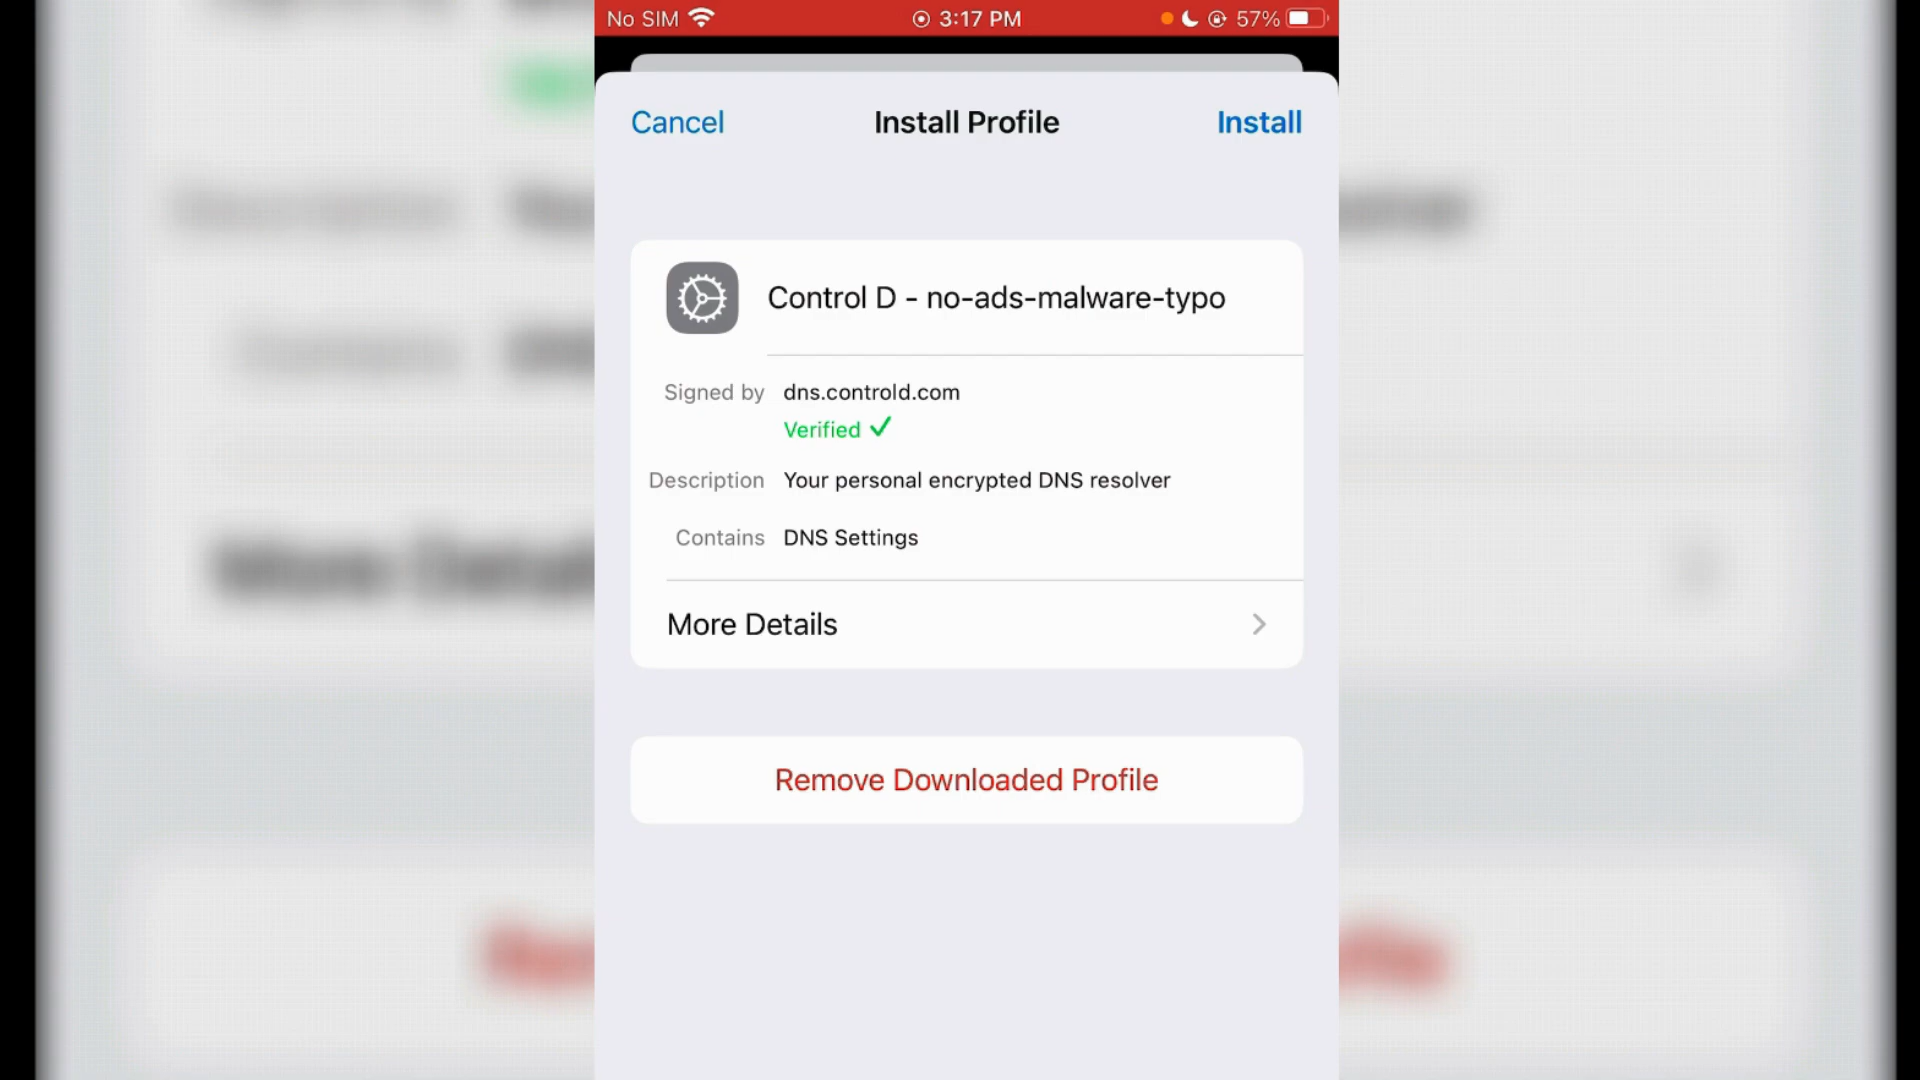 No SIM 3:17 PM 57%
Cancel Install Profile Install
Control D - no-ads-malware-typo
Signed by dns.controld.com
Verified
Description Your personal encrypted DNS resolver
Contains DNS Settings
More Details
Remove Downloaded Profile